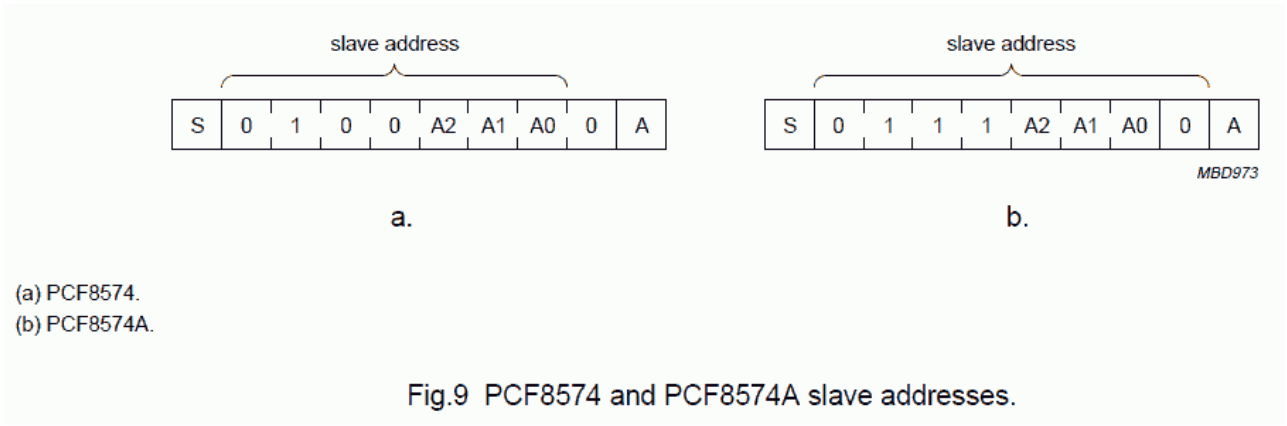 slave address slave address
S 0 1 0 0 A2 A1 A0 0 A S 0 1 1 1 A2 A1 A0 0 A
MBD973
a. b.
(a) PCF8574.
(b) PCF8574A.
Fig.9 PCF8574 and PCF8574A slave addresses.